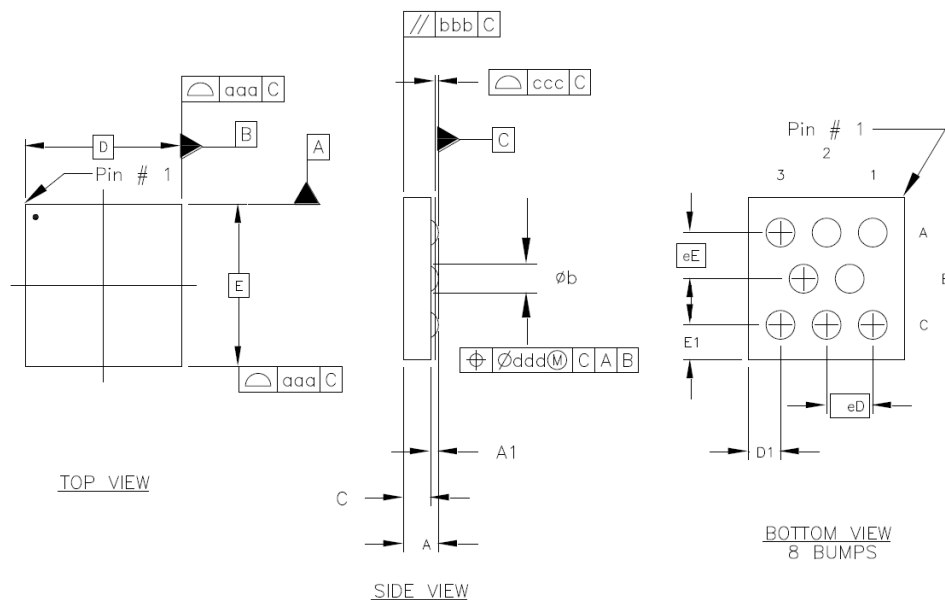 // bbb C
⌓ ccc C
⌓ aaa C
D
B
A
C
Pin # 1
E
⌓ aaa C
TOP VIEW
Øb
⌖ Øddd Ⓜ C A B
A1
C
A
SIDE VIEW
Pin # 1
2
3 1
A
eE
B
E1
C
eD
D1
BOTTOM VIEW
8 BUMPS